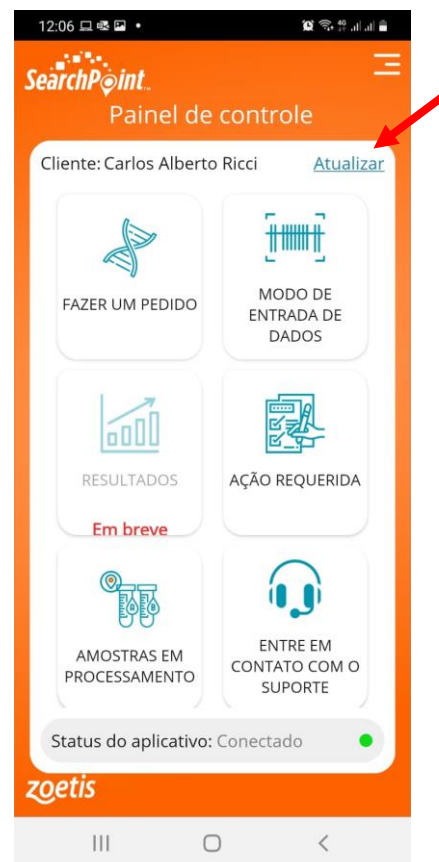 12:06
4G
SearchPoint
Painel de controle
Cliente: Carlos Alberto Ricci Atualizar
FAZER UM PEDIDO
MODO DE
ENTRADA DE
DADOS
RESULTADOS
Em breve
AÇÃO REQUERIDA
AMOSTRAS EM
PROCESSAMENTO
ENTRE EM
CONTATO COM O
SUPORTE
Status do aplicativo: Conectado
zoetis